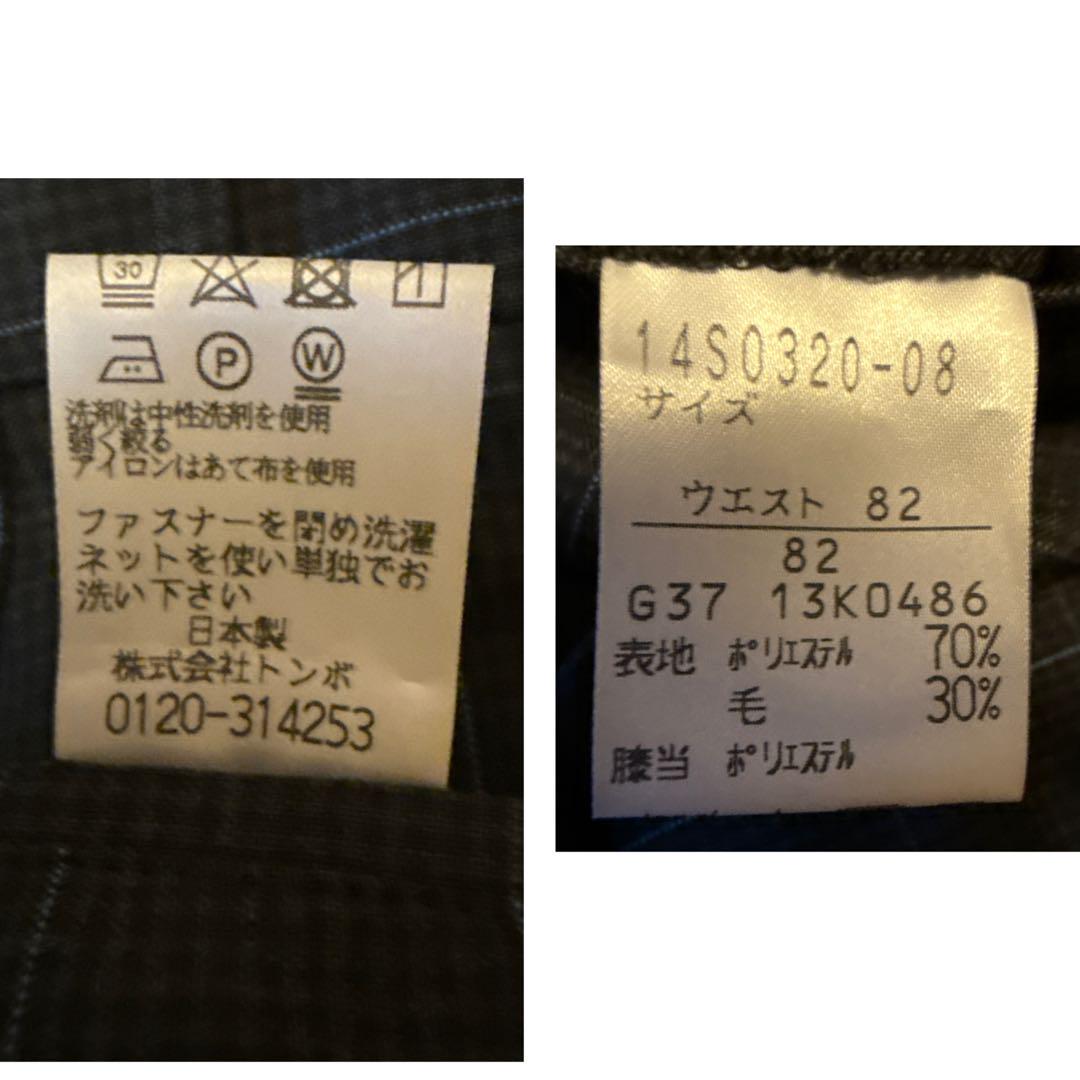 30
P
W
洗剤は中性洗剤を使用
弱く絞る
アイロンはあて布を使用
ファスナーを閉め洗濯
ネットを使い単独でお
洗い下さい
日本製
株式会社トンボ
0120-314253
14S0320-08
サイズ
ウエスト 82
82
G37 13K0486
表地 ポリエステル 70%
毛 30%
膝当 ポリエステル